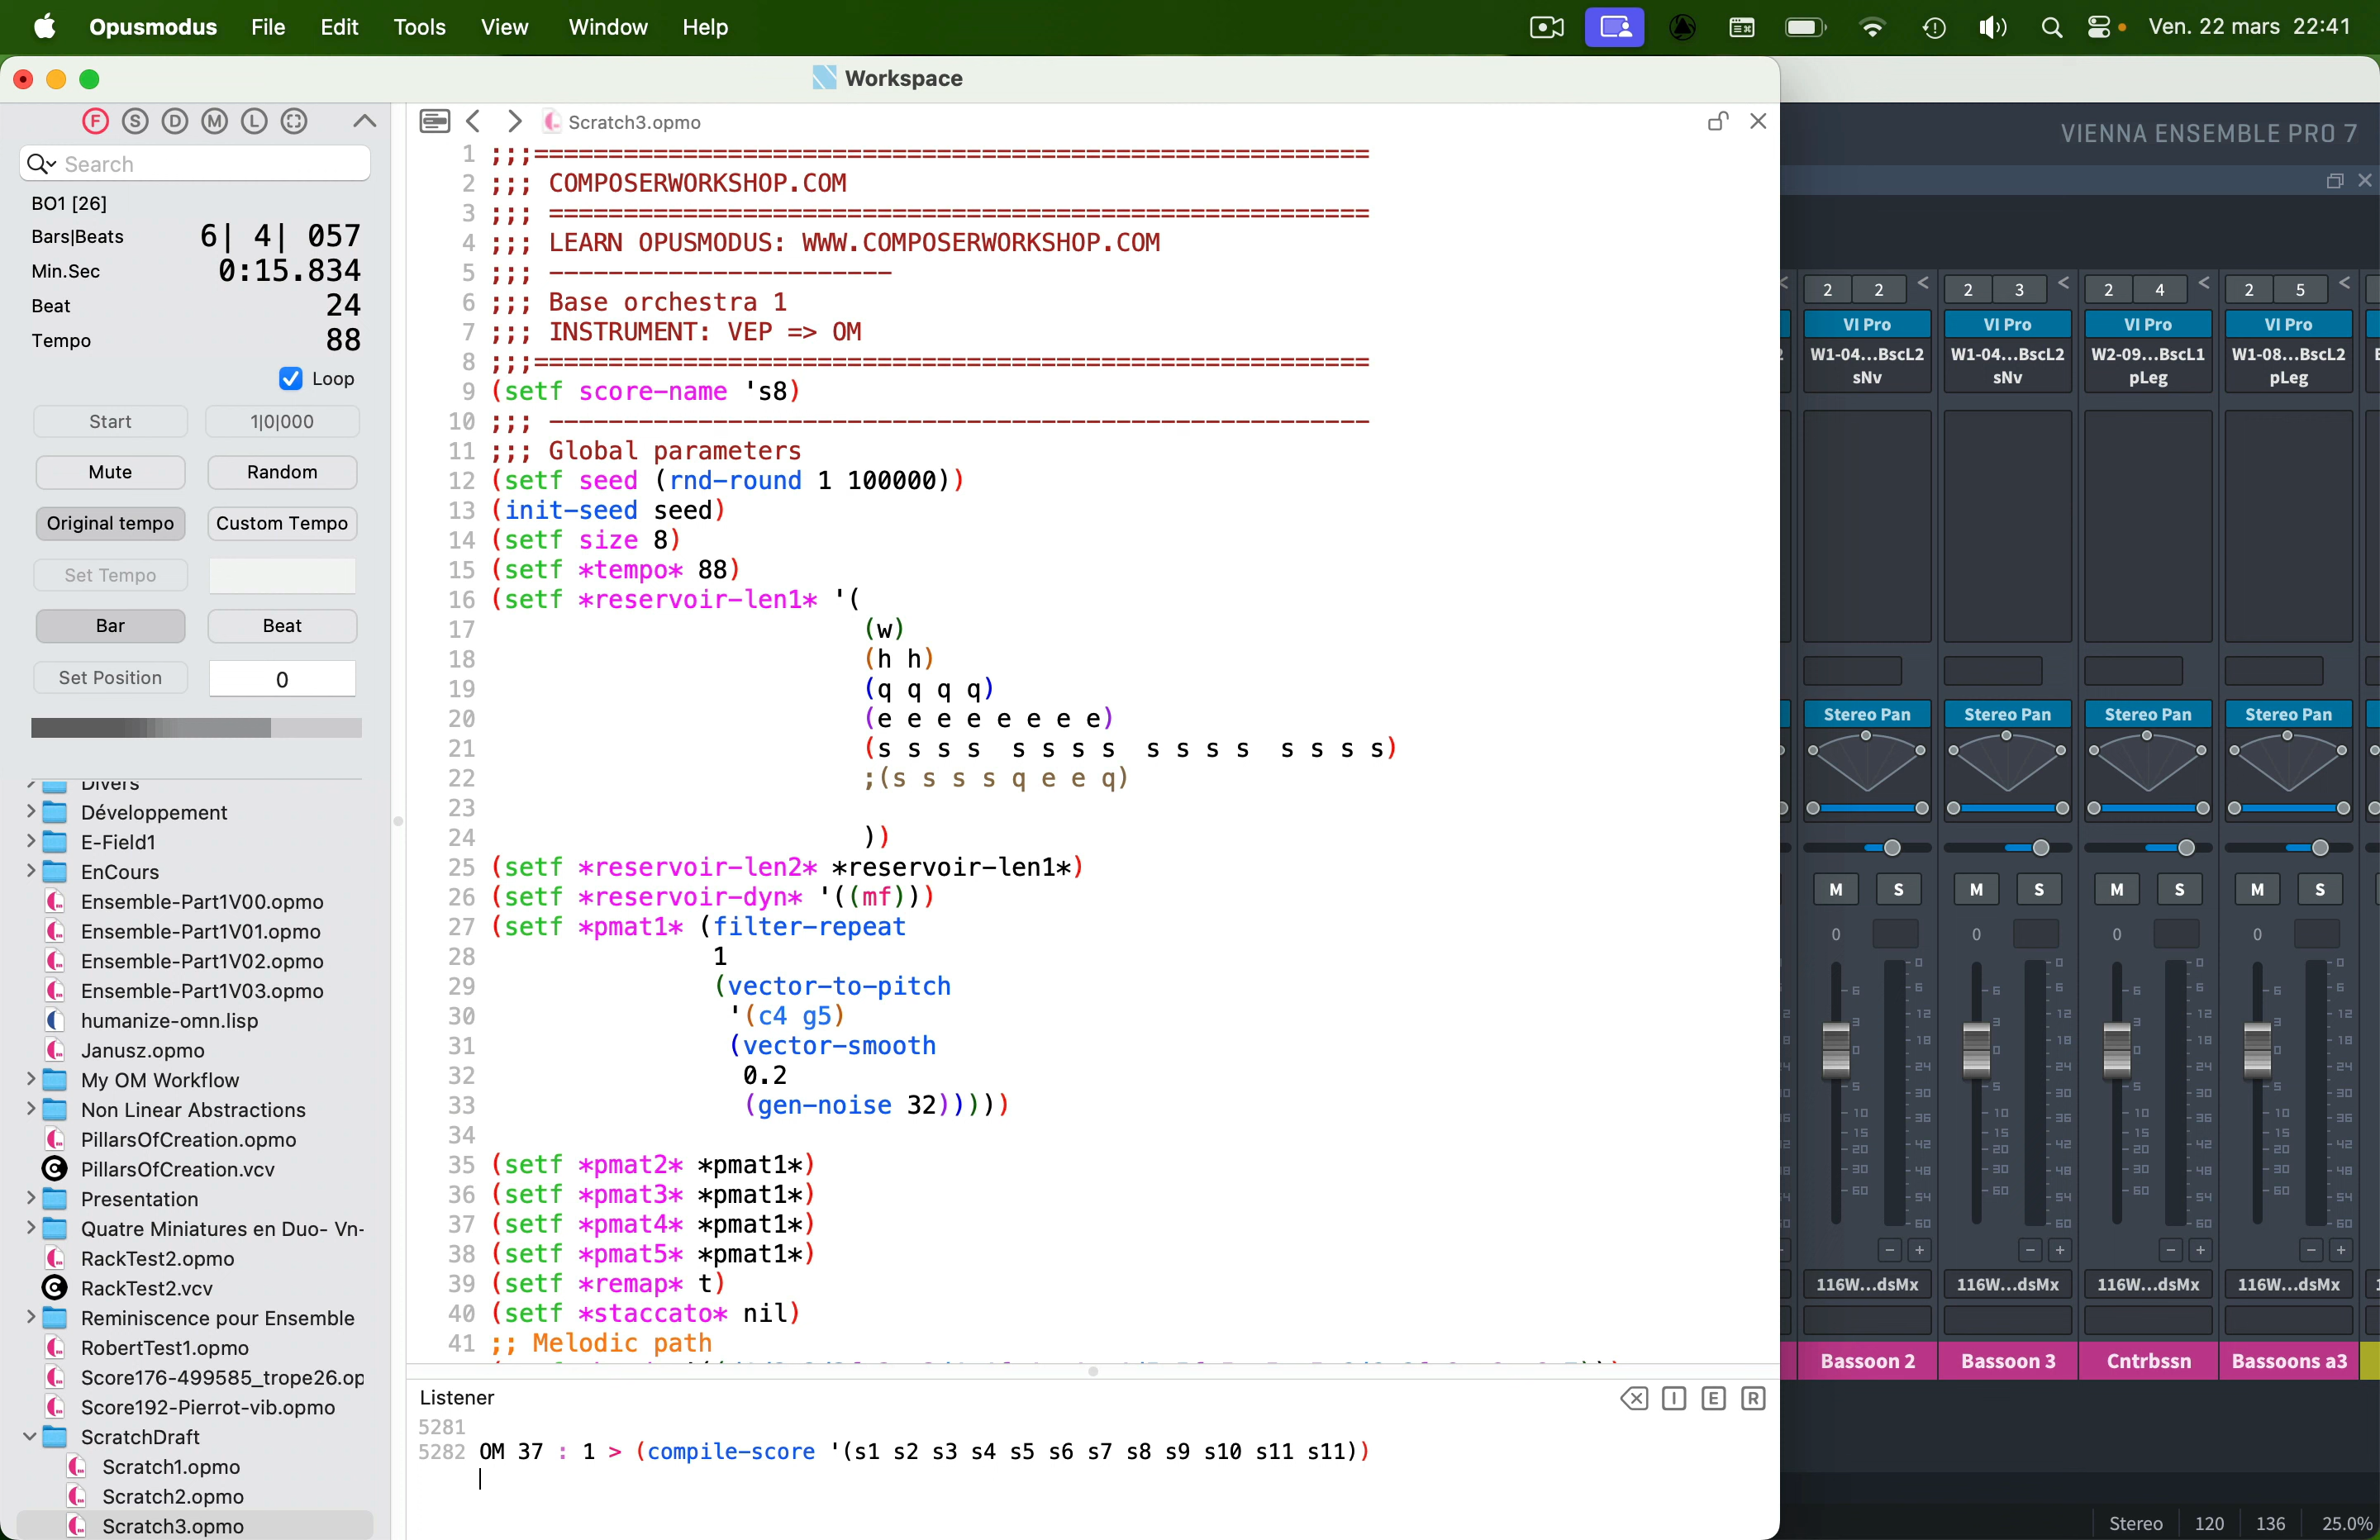 Opusmodus File Edit Tools View Window Help
Ven. 22 mars 22:41
Workspace
F S D M L
Search
BO1 [26]
Bars|Beats 6| 4| 057
Min.Sec 0:15.834
Beat 24
Tempo 88
Loop
Start 1|0|000
Mute Random
Original tempo Custom Tempo
Set Tempo
Bar Beat
Set Position 0
Divers
Développement
E-Field1
EnCours
Ensemble-Part1V00.opmo
Ensemble-Part1V01.opmo
Ensemble-Part1V02.opmo
Ensemble-Part1V03.opmo
humanize-omn.lisp
Janusz.opmo
My OM Workflow
Non Linear Abstractions
PillarsOfCreation.opmo
PillarsOfCreation.vcv
Presentation
Quatre Miniatures en Duo- Vn-
RackTest2.opmo
RackTest2.vcv
Reminiscence pour Ensemble
RobertTest1.opmo
Score176-499585_trope26.op
Score192-Pierrot-vib.opmo
ScratchDraft
Scratch1.opmo
Scratch2.opmo
Scratch3.opmo
Scratch3.opmo
1 ;;;========================================================
2 ;;; COMPOSERWORKSHOP.COM
3 ;;; =======================================================
4 ;;; LEARN OPUSMODUS: WWW.COMPOSERWORKSHOP.COM
5 ;;; -----------------------
6 ;;; Base orchestra 1
7 ;;; INSTRUMENT: VEP => OM
8 ;;;========================================================
9 (setf score-name 's8)
10 ;;; -------------------------------------------------------
11 ;;; Global parameters
12 (setf seed (rnd-round 1 100000))
13 (init-seed seed)
14 (setf size 8)
15 (setf *tempo* 88)
16 (setf *reservoir-len1* '(
17 (w)
18 (h h)
19 (q q q q)
20 (e e e e e e e e)
21 (s s s s s s s s s s s s s s s s)
22 ;(s s s s q e e q)
23
24 ))
25 (setf *reservoir-len2* *reservoir-len1*)
26 (setf *reservoir-dyn* '((mf)))
27 (setf *pmat1* (filter-repeat
28 1
29 (vector-to-pitch
30 '(c4 g5)
31 (vector-smooth
32 0.2
33 (gen-noise 32)))))
34
35 (setf *pmat2* *pmat1*)
36 (setf *pmat3* *pmat1*)
37 (setf *pmat4* *pmat1*)
38 (setf *pmat5* *pmat1*)
39 (setf *remap* t)
40 (setf *staccato* nil)
41 ;; Melodic path
Listener
I E R
5281
5282 OM 37 : 1 > (compile-score '(s1 s2 s3 s4 s5 s6 s7 s8 s9 s10 s11 s11))
VIENNA ENSEMBLE PRO 7
2 2 < 2 3 < 2 4 < 2 5 <
VI Pro VI Pro VI Pro VI Pro
W1-04...BscL2 W1-04...BscL2 W2-09...BscL1 W1-08...BscL2
sNv sNv pLeg pLeg
Stereo Pan Stereo Pan Stereo Pan Stereo Pan
M S M S M S M S
0 0 0 0
116W...dsMx 116W...dsMx 116W...dsMx 116W...dsMx
Bassoon 2 Bassoon 3 Cntrbssn Bassoons a3
Stereo 120 136 25.0%